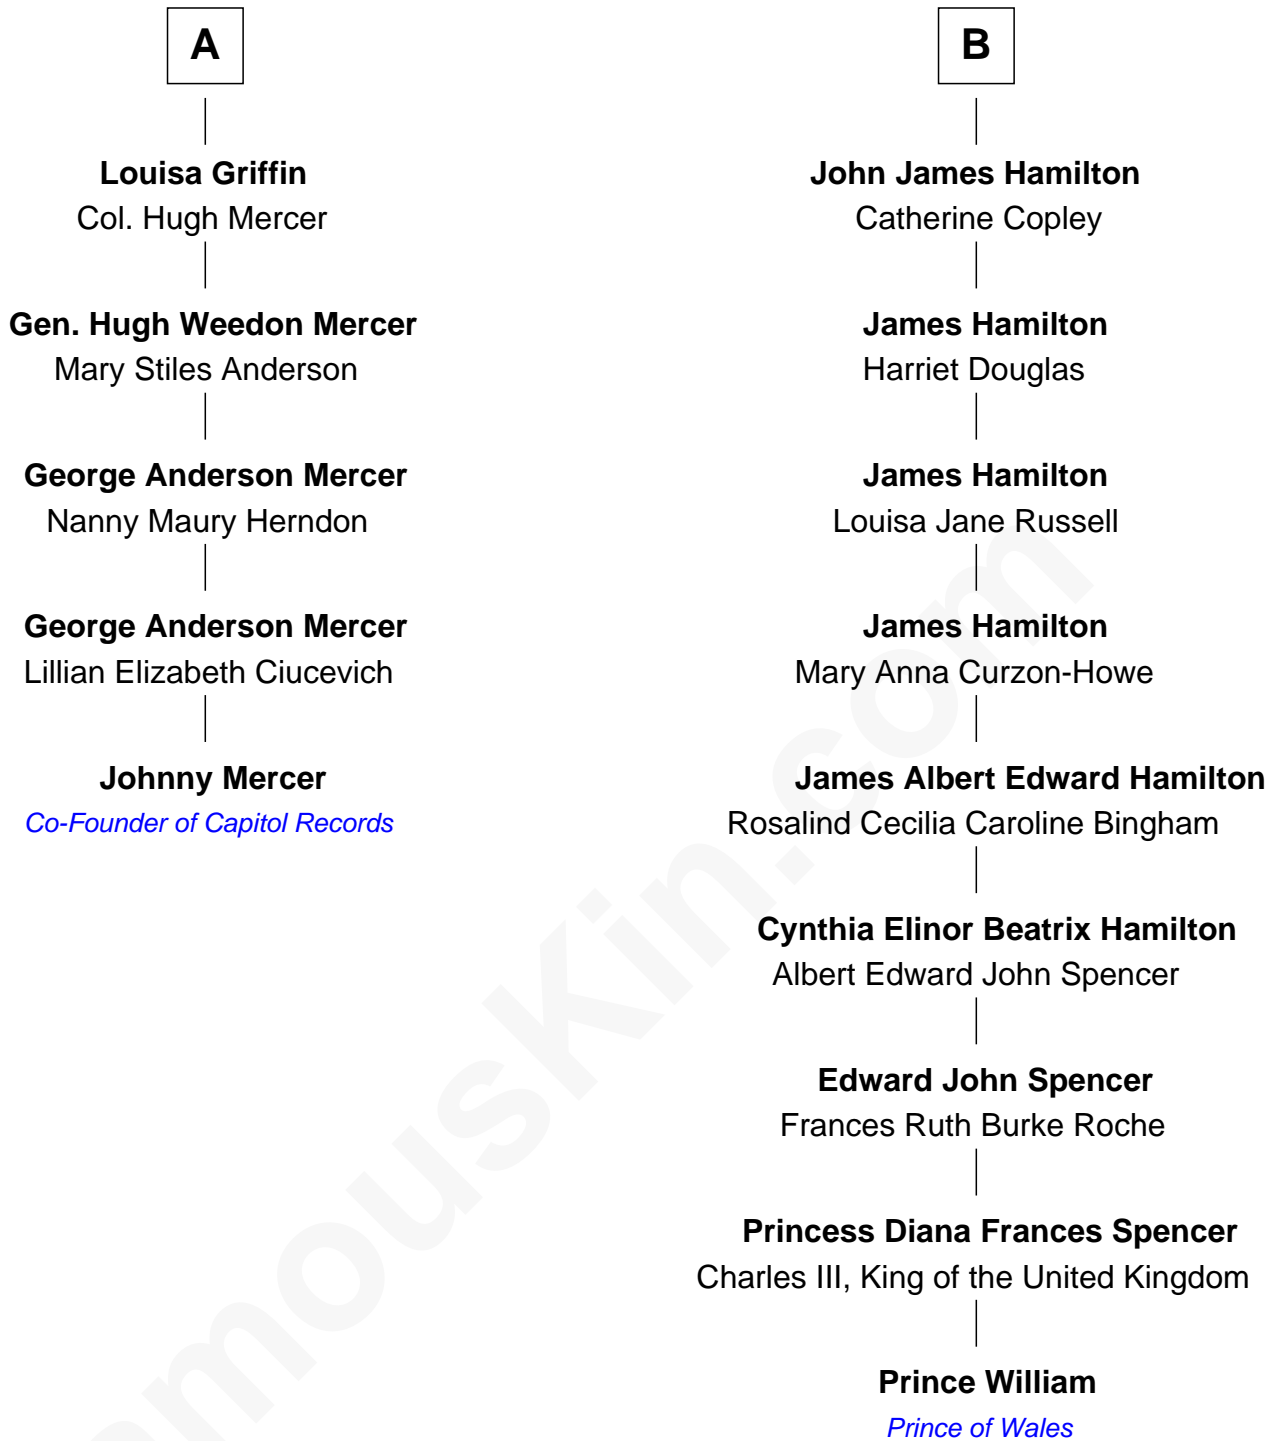 A
Louisa Griffin
Col. Hugh Mercer
Gen. Hugh Weedon Mercer
Mary Stiles Anderson
George Anderson Mercer
Nanny Maury Herndon
George Anderson Mercer
Lillian Elizabeth Ciucevich
Johnny Mercer
Co-Founder of Capitol Records
B
John James Hamilton
Catherine Copley
James Hamilton
Harriet Douglas
James Hamilton
Louisa Jane Russell
James Hamilton
Mary Anna Curzon-Howe
James Albert Edward Hamilton
Rosalind Cecilia Caroline Bingham
Cynthia Elinor Beatrix Hamilton
Albert Edward John Spencer
Edward John Spencer
Frances Ruth Burke Roche
Princess Diana Frances Spencer
Charles III, King of the United Kingdom
Prince William
Prince of Wales
amouskin.com